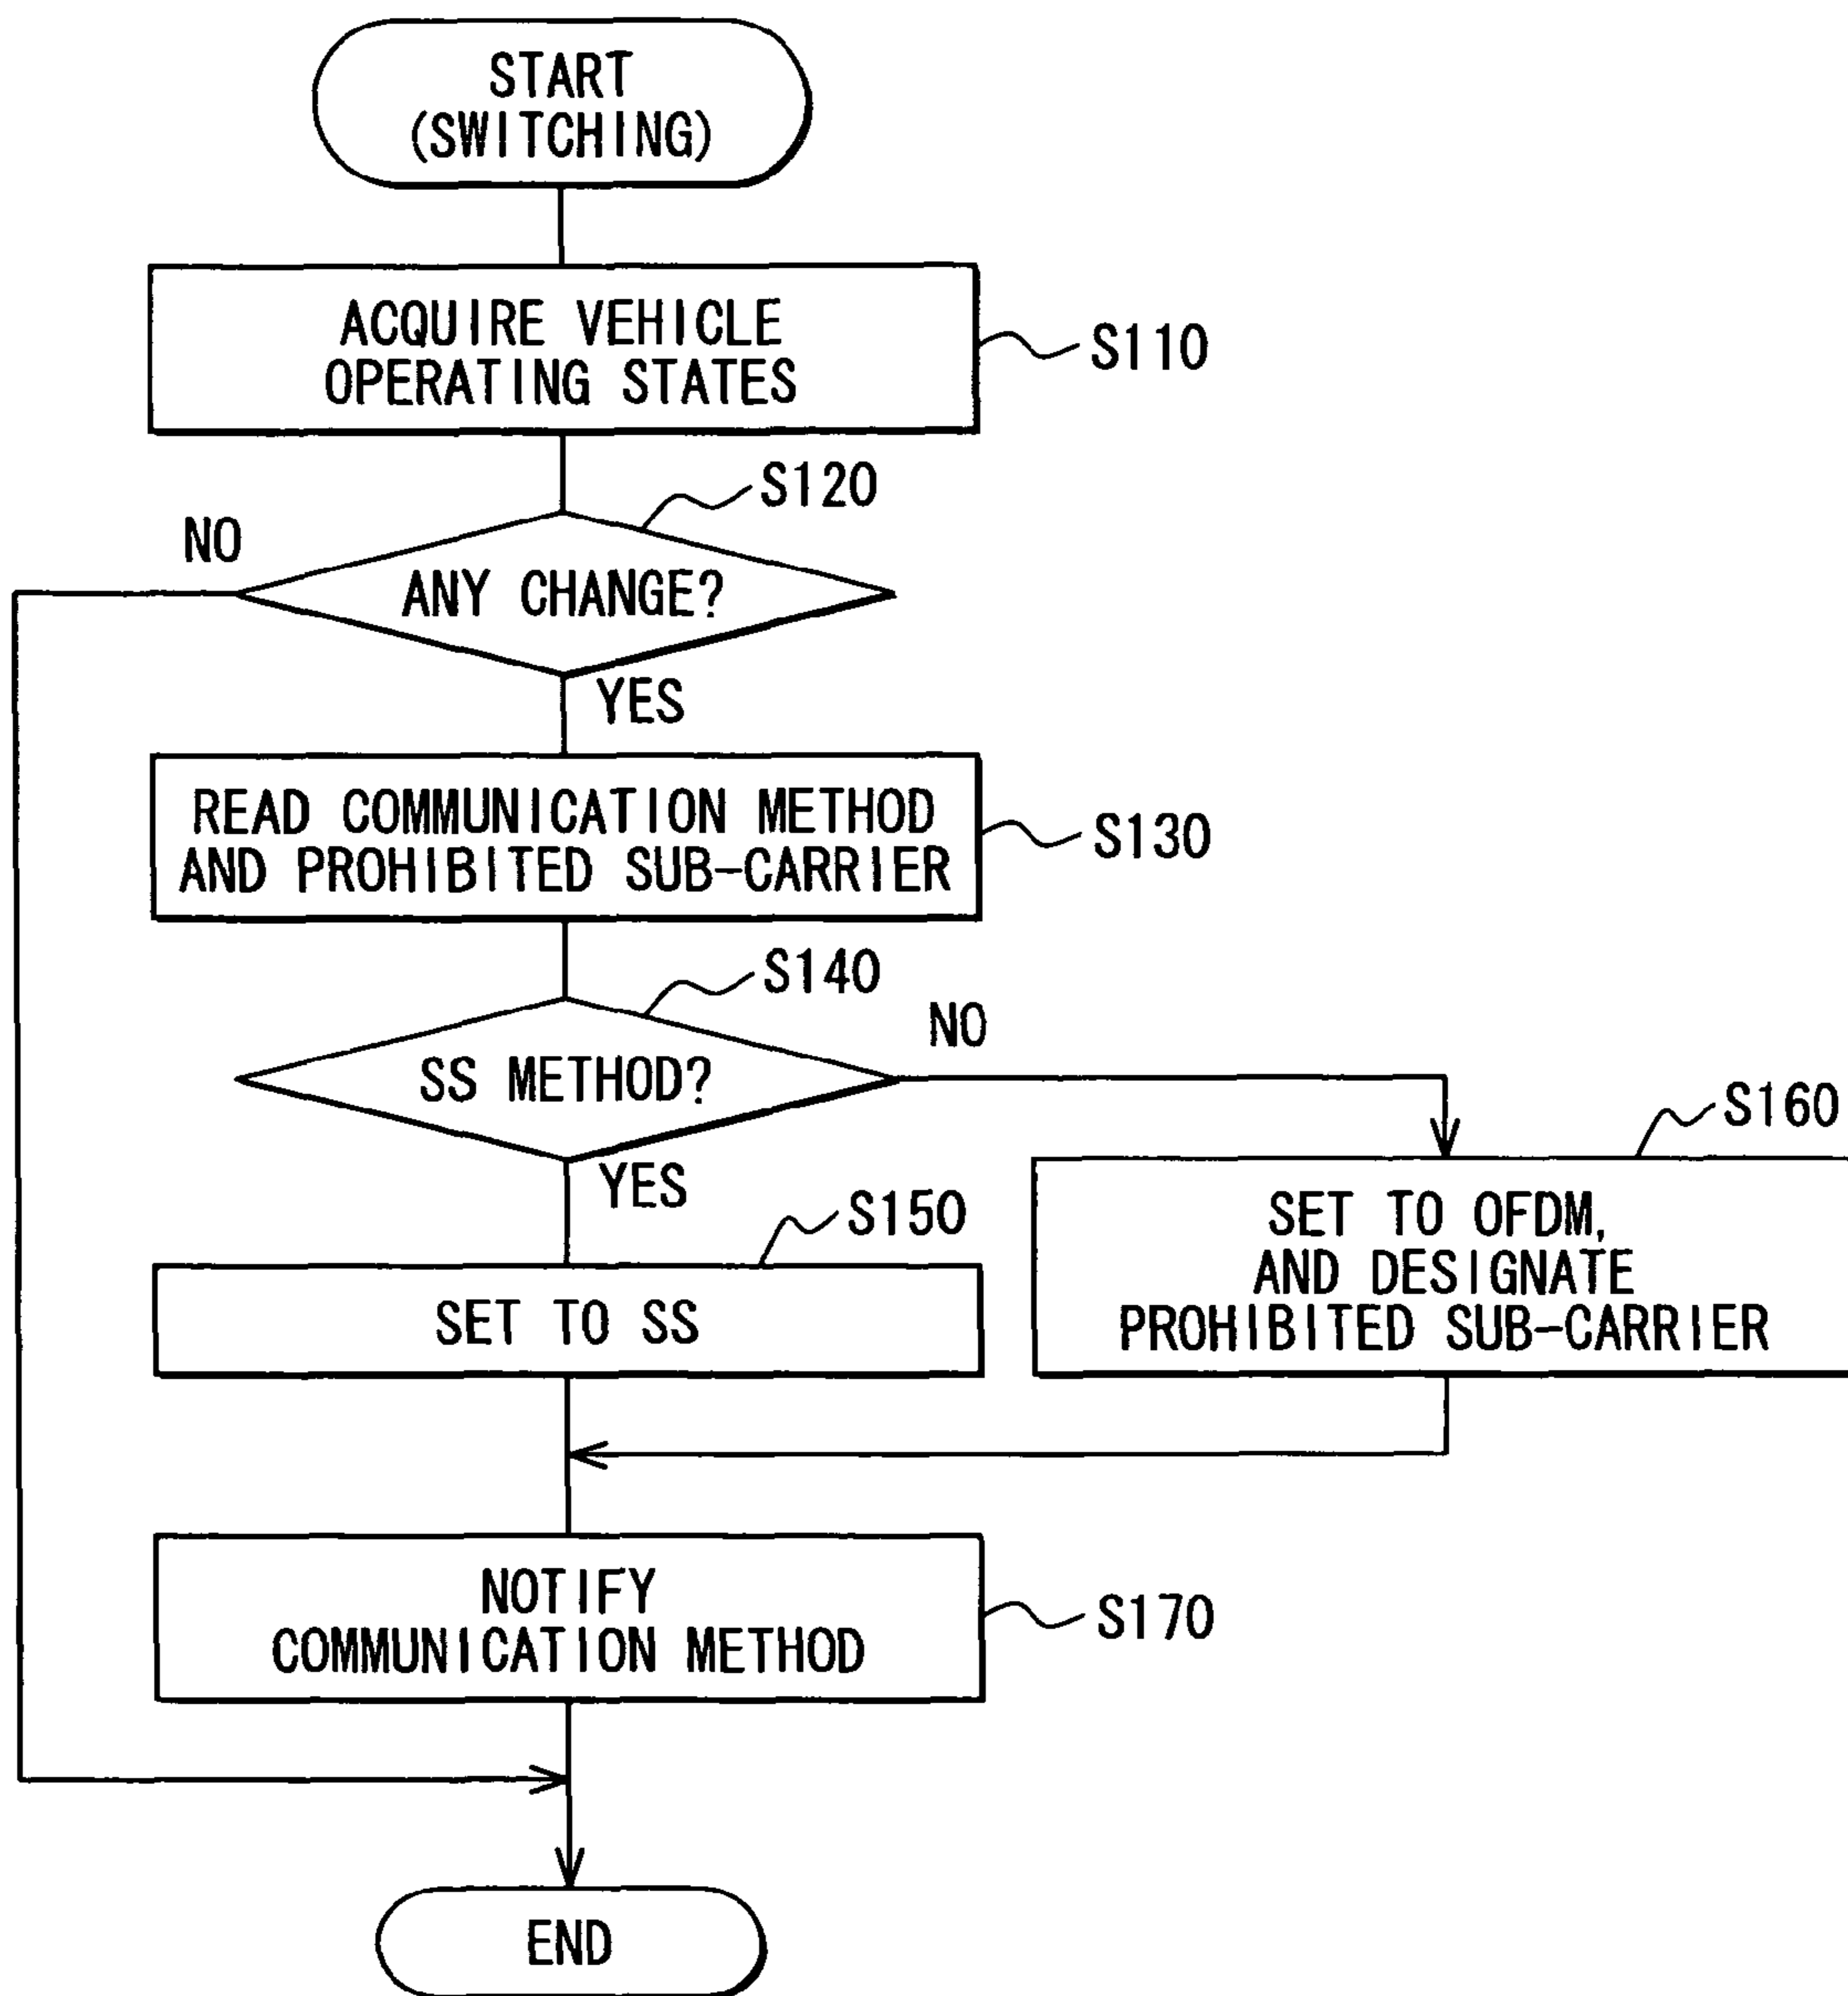 START
(SWITCHING)
ACQUIRE VEHICLE
OPERATING STATES
S110
S120
NO
ANY CHANGE?
YES
READ COMMUNICATION METHOD
AND PROHIBITED SUB-CARRIER
S130
S140
NO
SS METHOD?
YES
S160
SET TO OFDM,
AND DESIGNATE
PROHIBITED SUB-CARRIER
S150
SET TO SS
NOTIFY
COMMUNICATION METHOD
S170
END